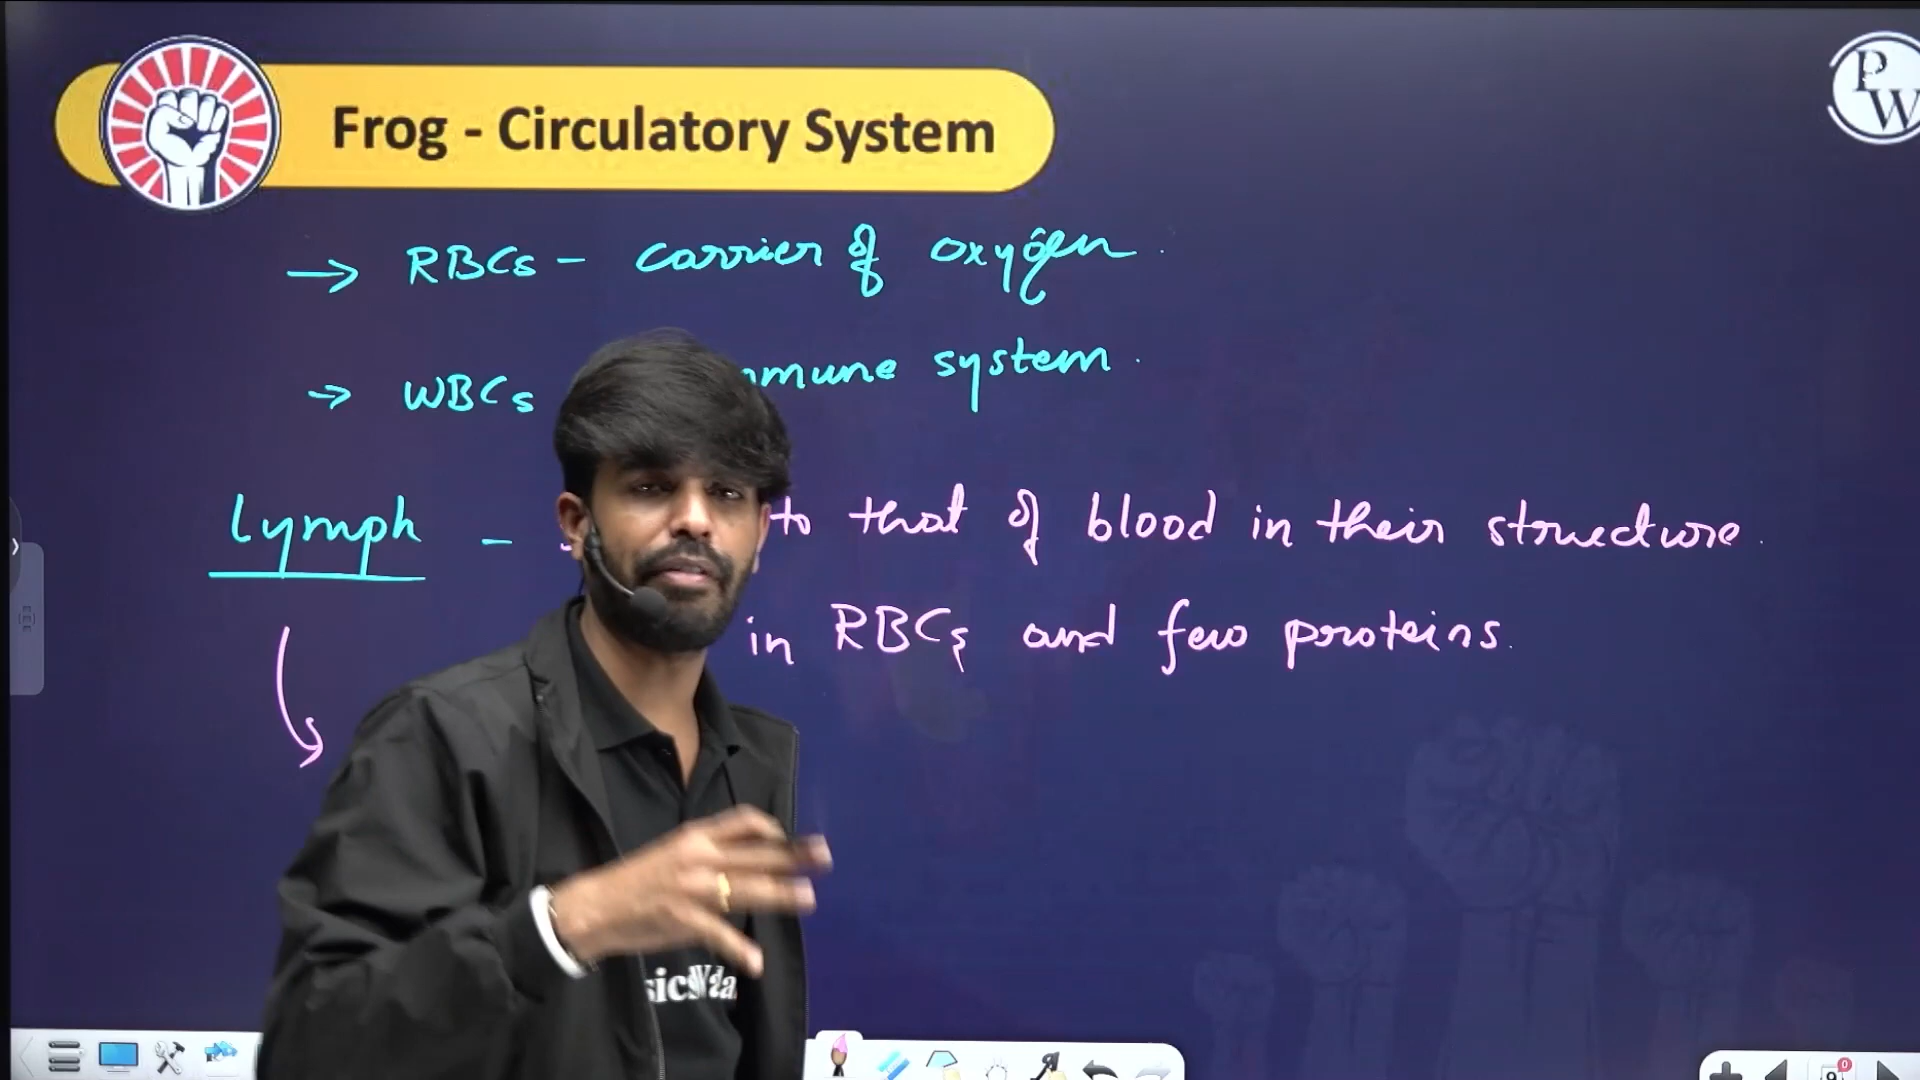 Frog - Circulatory System
PW
→ RBCs - carrier of oxygen.
→ WBCs system.
Lymph - to that of blood in their structure.
in RBCs and few proteins.